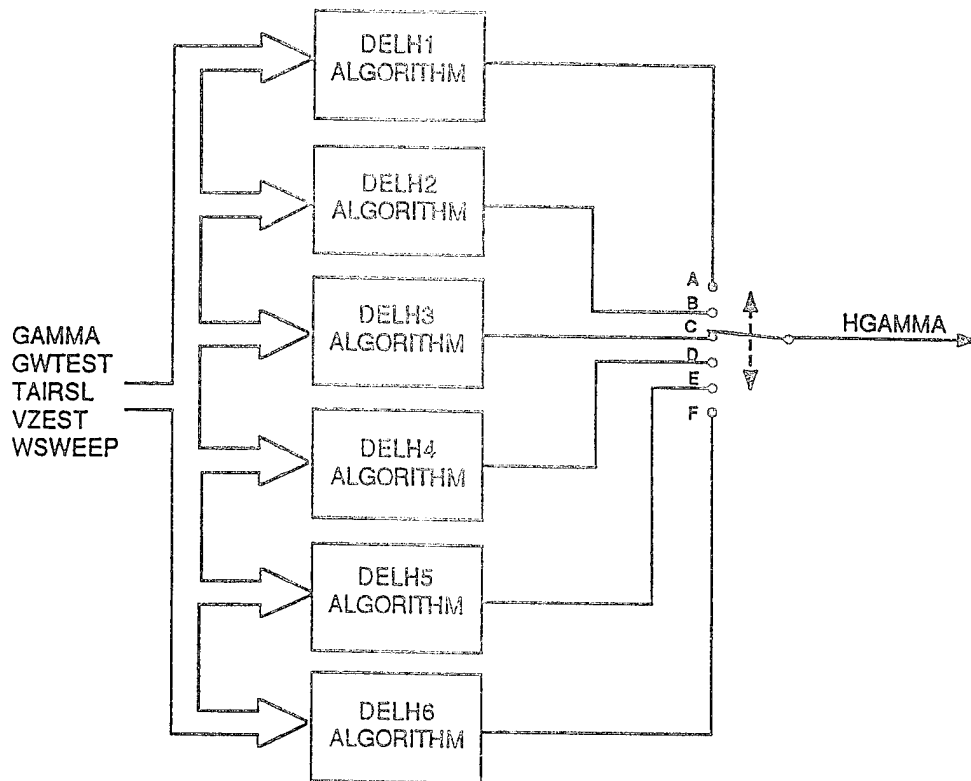 DELH1
ALGORITHM
DELH2
ALGORITHM
DELH3
ALGORITHM
DELH4
ALGORITHM
DELH5
ALGORITHM
DELH6
ALGORITHM
GAMMA
GWTEST
TAIRSL
VZEST
WSWEEP
A
B
C
D
E
F
HGAMMA